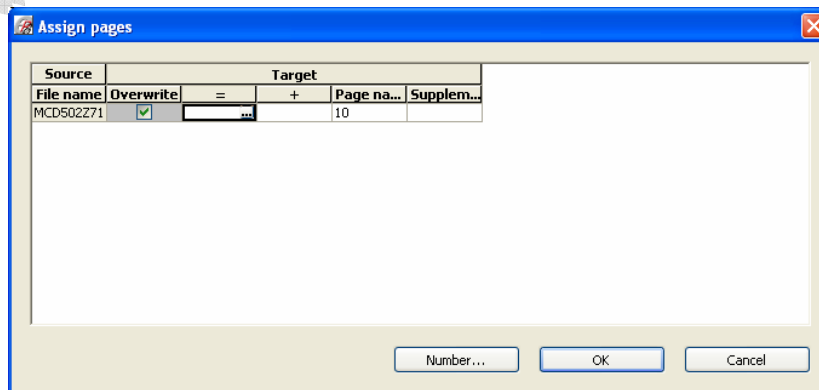 Assign pages
Source Target
File name Overwrite = + Page na... Supplem...
MCD502Z71 ... 10
Number... OK Cancel